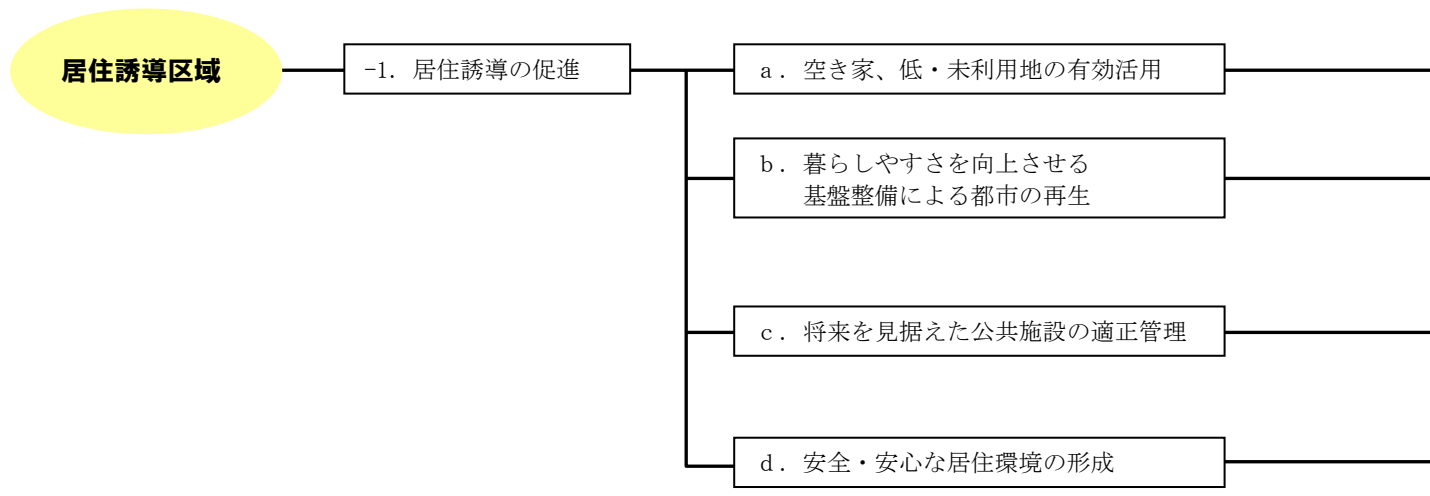 居住誘導区域
-1. 居住誘導の促進
a．空き家、低・未利用地の有効活用
b．暮らしやすさを向上させる
基盤整備による都市の再生
c．将来を見据えた公共施設の適正管理
d．安全・安心な居住環境の形成